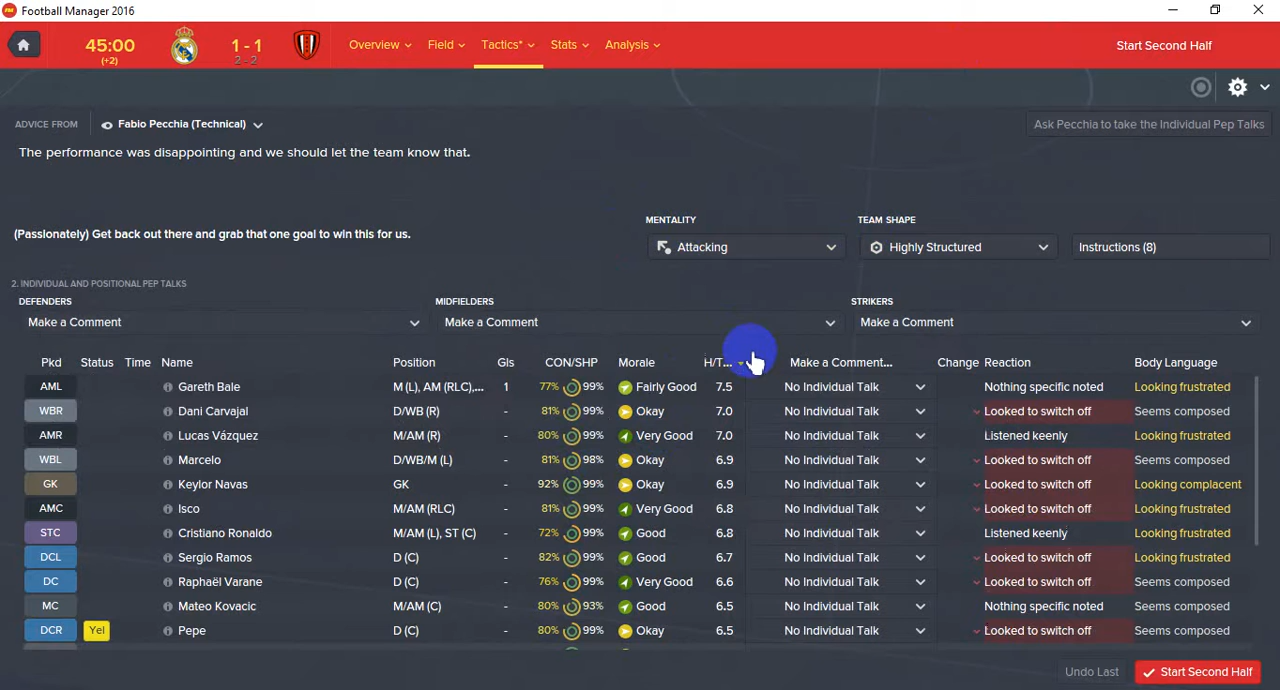 Football Manager 2016
45:00
(+2)
1 - 1
2 - 2
Overview
Field
Tactics*
Stats
Analysis
Start Second Half
ADVICE FROM
Fabio Pecchia (Technical)
Ask Pecchia to take the Individual Pep Talks
The performance was disappointing and we should let the team know that.
MENTALITY
TEAM SHAPE
(Passionately) Get back out there and grab that one goal to win this for us.
Attacking
Highly Structured
Instructions (8)
2. INDIVIDUAL AND POSITIONAL PEP TALKS
DEFENDERS
MIDFIELDERS
STRIKERS
Make a Comment
Make a Comment
Make a Comment
Pkd Status Time Name Position Gls CON/SHP Morale H/T... Make a Comment... Change Reaction Body Language
AML Gareth Bale M (L), AM (RLC),... 1 77% 99% Fairly Good 7.5 No Individual Talk Nothing specific noted Looking frustrated
WBR Dani Carvajal D/WB (R) - 81% 99% Okay 7.0 No Individual Talk Looked to switch off Seems composed
AMR Lucas Vázquez M/AM (R) - 80% 99% Very Good 7.0 No Individual Talk Listened keenly Looking frustrated
WBL Marcelo D/WB/M (L) - 81% 98% Okay 6.9 No Individual Talk Looked to switch off Seems composed
GK Keylor Navas GK - 92% 99% Okay 6.9 No Individual Talk Looked to switch off Looking complacent
AMC Isco M/AM (RLC) - 81% 99% Very Good 6.8 No Individual Talk Looked to switch off Looking frustrated
STC Cristiano Ronaldo M/AM (L), ST (C) - 72% 99% Good 6.8 No Individual Talk Listened keenly Looking frustrated
DCL Sergio Ramos D (C) - 82% 99% Good 6.7 No Individual Talk Looked to switch off Looking frustrated
DC Raphaël Varane D (C) - 76% 99% Very Good 6.6 No Individual Talk Looked to switch off Seems composed
MC Mateo Kovacic M/AM (C) - 80% 93% Good 6.5 No Individual Talk Nothing specific noted Seems composed
DCR Yel Pepe D (C) - 80% 99% Okay 6.5 No Individual Talk Looked to switch off Seems composed
Undo Last
Start Second Half